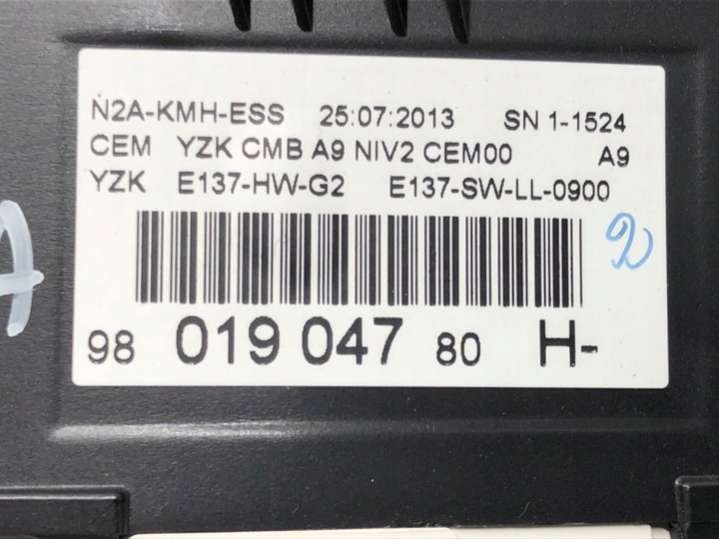 N2A-KMH-ESS 25:07:2013 SN 1-1524
CEM YZK CMB A9 NIV2 CEM00 A9
YZK E137-HW-G2 E137-SW-LL-0900
2
98 019 047 80 H-
A